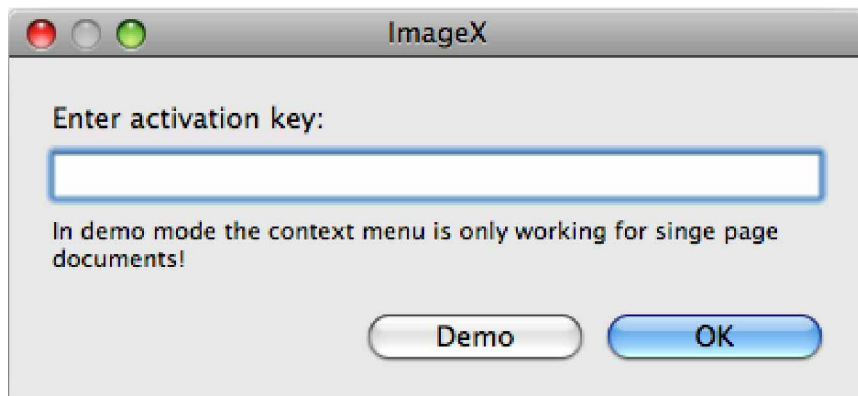 ImageX
Enter activation key:
In demo mode the context menu is only working for singe page
documents!
Demo
OK